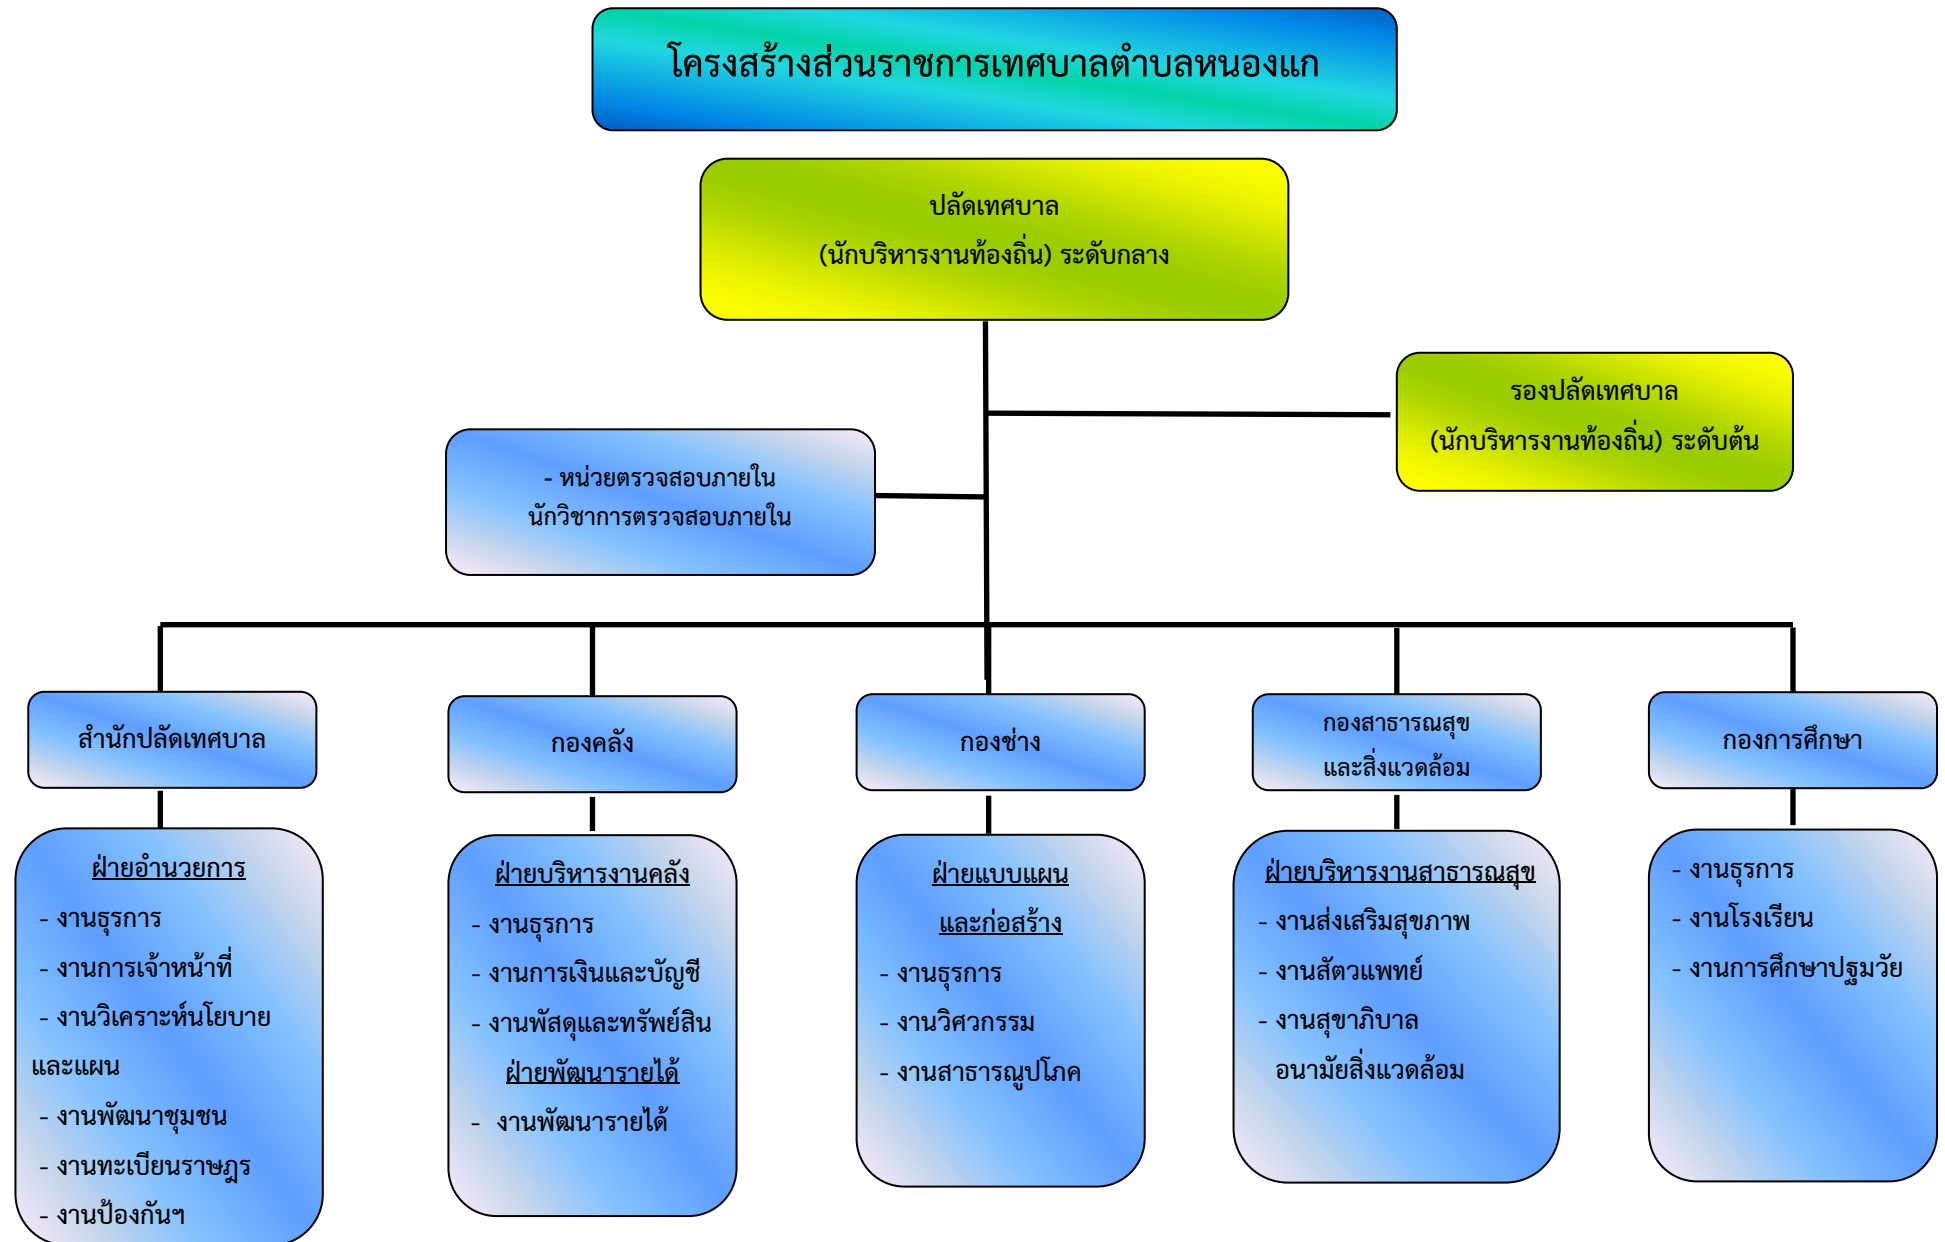 โครงสร้างส่วนราชการเทศบาลตำบลหนองแก
ปลัดเทศบาล
(นักบริหารงานท้องถิ่น) ระดับกลาง
รองปลัดเทศบาล
(นักบริหารงานท้องถิ่น) ระดับต้น
- หน่วยตรวจสอบภายใน
นักวิชาการตรวจสอบภายใน
สำนักปลัดเทศบาล
ฝ่ายอำนวยการ
- งานธุรการ
- งานการเจ้าหน้าที่
- งานวิเคราะห์นโยบาย
และแผน
- งานพัฒนาชุมชน
- งานทะเบียนราษฎร
- งานป้องกันฯ
กองคลัง
ฝ่ายบริหารงานคลัง
- งานธุรการ
- งานการเงินและบัญชี
- งานพัสดุและทรัพย์สิน
ฝ่ายพัฒนารายได้
- งานพัฒนารายได้
กองช่าง
ฝ่ายแบบแผน
และก่อสร้าง
- งานธุรการ
- งานวิศวกรรม
- งานสาธารณูปโภค
กองสาธารณสุข
และสิ่งแวดล้อม
ฝ่ายบริหารงานสาธารณสุข
- งานส่งเสริมสุขภาพ
- งานสัตวแพทย์
- งานสุขาภิบาล
อนามัยสิ่งแวดล้อม
กองการศึกษา
- งานธุรการ
- งานโรงเรียน
- งานการศึกษาปฐมวัย